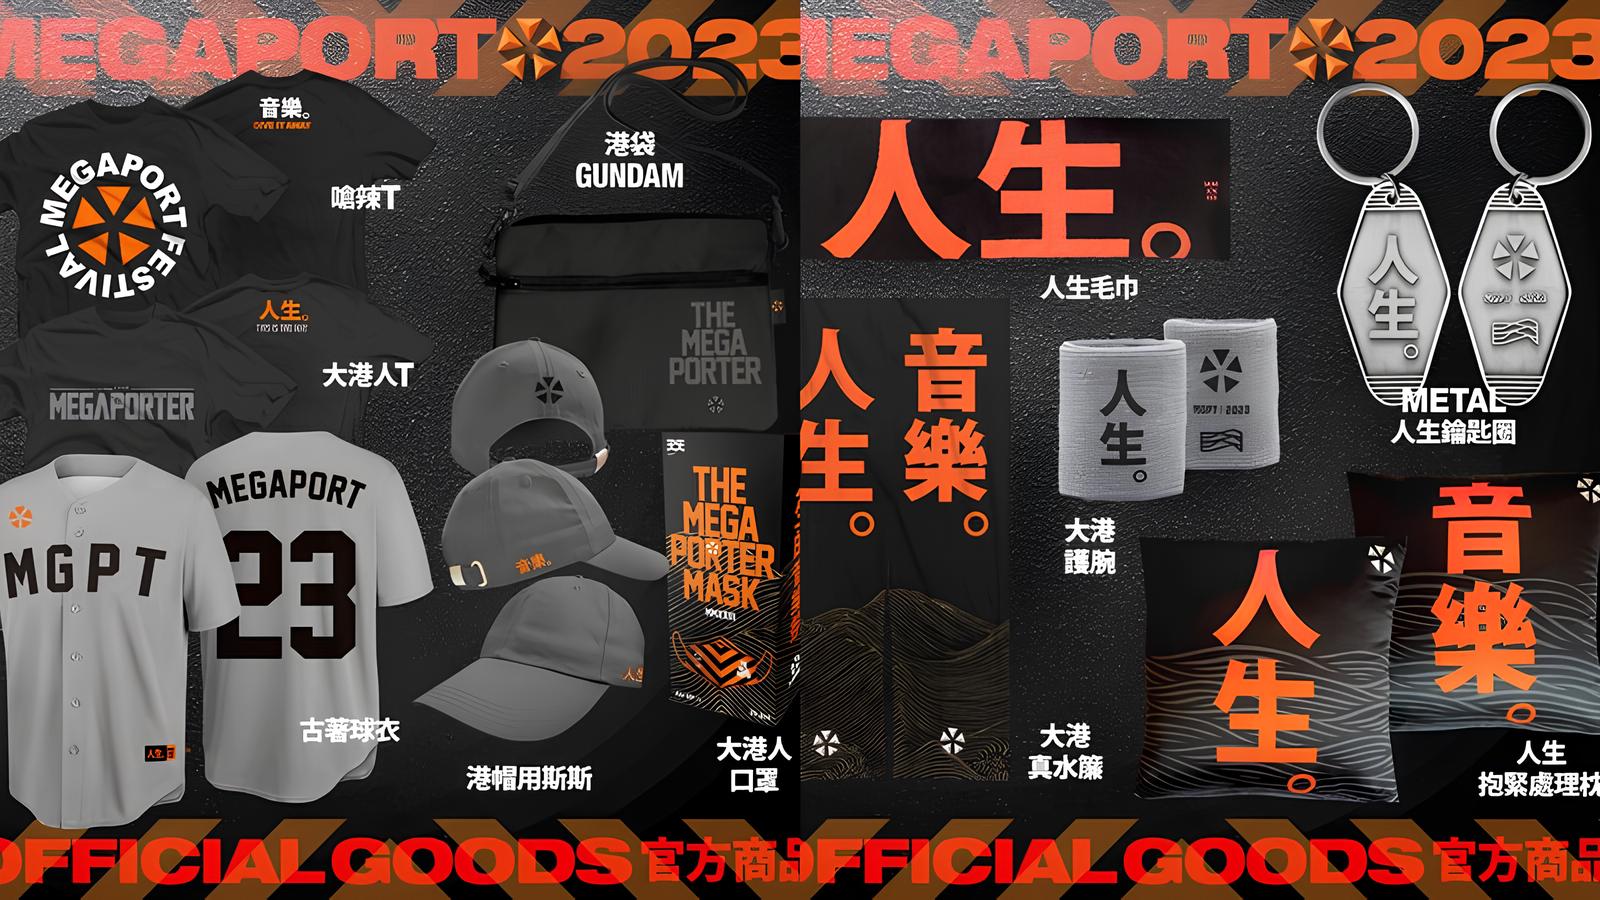 MEGAPORT 2023
音樂。
嗆辣T
MEGAPORT FESTIVAL
人生。
大港人T
MEGAPORTER
港袋
GUNDAM
THE
MEGA
PORTER
MEGAPORT
23
MGPT
人生。
古著球衣
音樂。
人生
港帽用斯斯
THE
MEGA
PORTER
MASK
大港人
口罩
OFFICIAL GOODS 官方商品
MEGAPORT 2023
人生。
人生毛巾
人生。
METAL
人生鑰匙圈
人生。
音樂。
大港
真水簾
人生。
MGPT 2023
大港
護腕
人生。
音樂。
人生
抱緊處理枕
OFFICIAL GOODS 官方商品